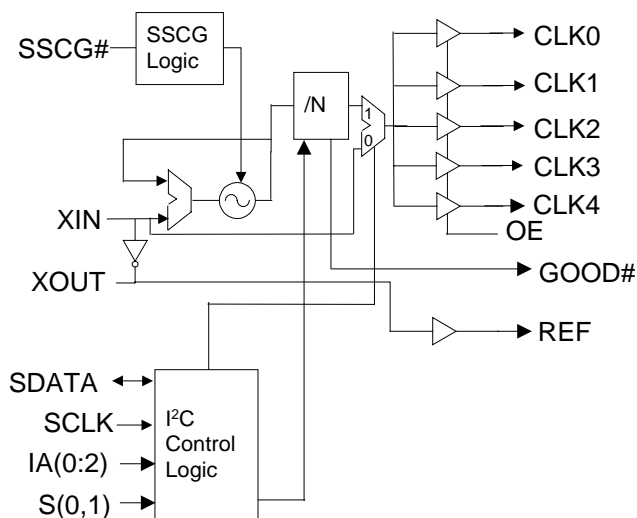 SSCG#
SSCG
Logic
CLK0
/N
CLK1
1
CLK2
0
CLK3
CLK4
XIN
OE
GOOD#
XOUT
REF
SDATA
SCLK
I²C
Control
Logic
IA(0:2)
S(0,1)